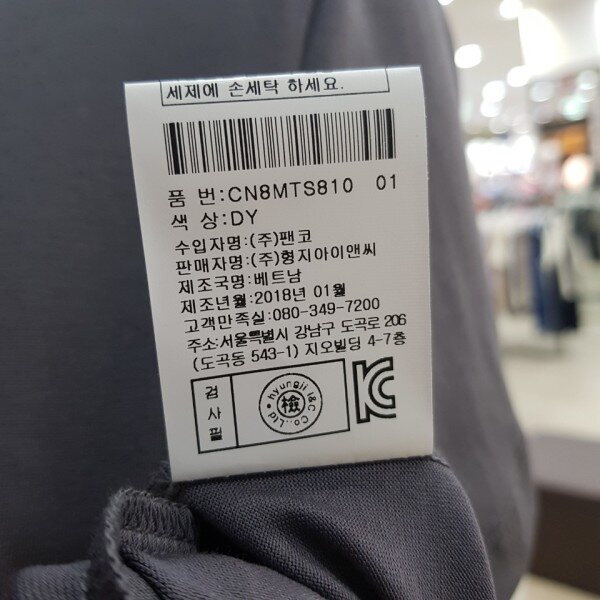 세제에 손세탁 하세요.
품 번:CN8MTS810 01
색 상:DY
수입자명:(주)팬코
판매자명:(주)형지아이앤씨
제조국명:베트남
제조년월:2018년 01월
고객만족실:080-349-7200
주소:서울특별시 강남구 도곡로 206
(도곡동 543-1) 지오빌딩 4-7층
검사필
hyungji I&C Co.,Ltd
檢
KC